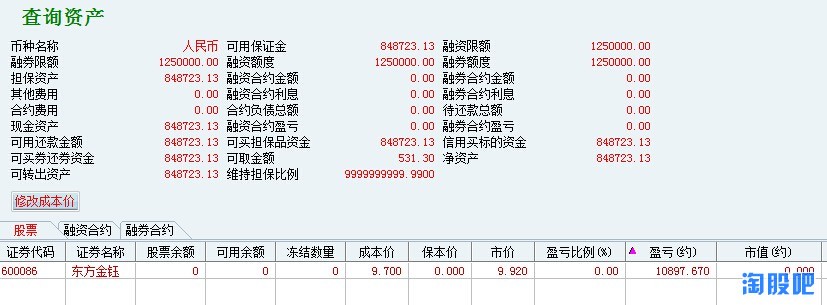 查询资产
币种名称 人民币 可用保证金 848723.13 融资限额 1250000.00
融券限额 1250000.00 融资额度 1250000.00 融券额度 1250000.00
担保资产 848723.13 融资合约金额 0.00 融券合约金额 0.00
其他费用 0.00 融资合约利息 0.00 融券合约利息 0.00
合约费用 0.00 合约负债总额 0.00 待还款总额 0.00
现金资产 848723.13 融资合约盈亏 0.00 融券合约盈亏 0.00
可用还款金额 848723.13 可买担保品资金 848723.13 信用买标的资金 848723.13
可买券还券资金 848723.13 可取金额 531.30 净资产 848723.13
可转出资产 848723.13 维持担保比例 9999999999.9900
修改成本价
股票 融资合约 融券合约
证券代码 证券名称 股票余额 可用余额 冻结数量 成本价 保本价 市价 盈亏比例(%) 盈亏(约) 市值(约)
600086 东方金钰 0 0 0 9.700 0.000 9.920 0.00 10897.670 0.000
淘股吧